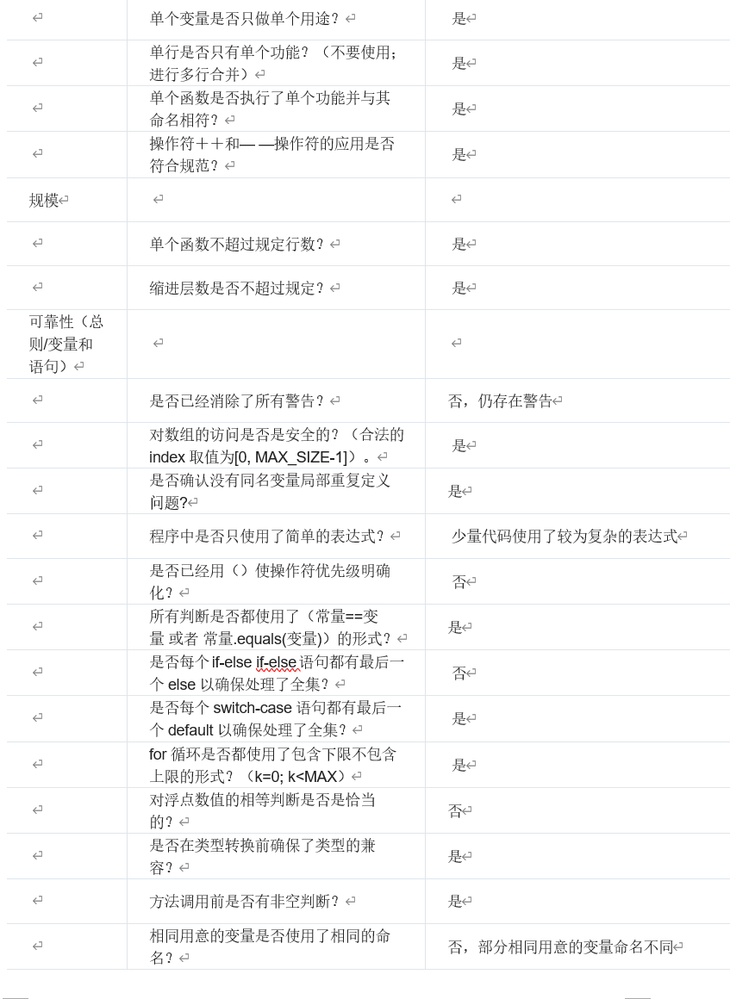 单个变量是否只做单个用途？ 是
单行是否只有单个功能？（不要使用；
进行多行合并） 是
单个函数是否执行了单个功能并与其
命名相符？ 是
操作符＋＋和— —操作符的应用是否
符合规范？ 是
规模
单个函数不超过规定行数？ 是
缩进层数是否不超过规定？ 是
可靠性（总
则/变量和
语句）
是否已经消除了所有警告？ 否，仍存在警告
对数组的访问是否是安全的？（合法的
index 取值为[0, MAX_SIZE-1]）。 是
是否确认没有同名变量局部重复定义
问题? 是
程序中是否只使用了简单的表达式？ 少量代码使用了较为复杂的表达式
是否已经用（）使操作符优先级明确
化？ 否
所有判断是否都使用了（常量==变
量 或者 常量.equals(变量)）的形式？ 是
是否每个 if-else if-else 语句都有最后一
个 else 以确保处理了全集？ 否
是否每个 switch-case 语句都有最后一
个 default 以确保处理了全集？ 是
for 循环是否都使用了包含下限不包含
上限的形式？（k=0; k<MAX） 是
对浮点数值的相等判断是否是恰当
的？ 否
是否在类型转换前确保了类型的兼
容？ 是
方法调用前是否有非空判断？ 是
相同用意的变量是否使用了相同的命
名？ 否，部分相同用意的变量命名不同